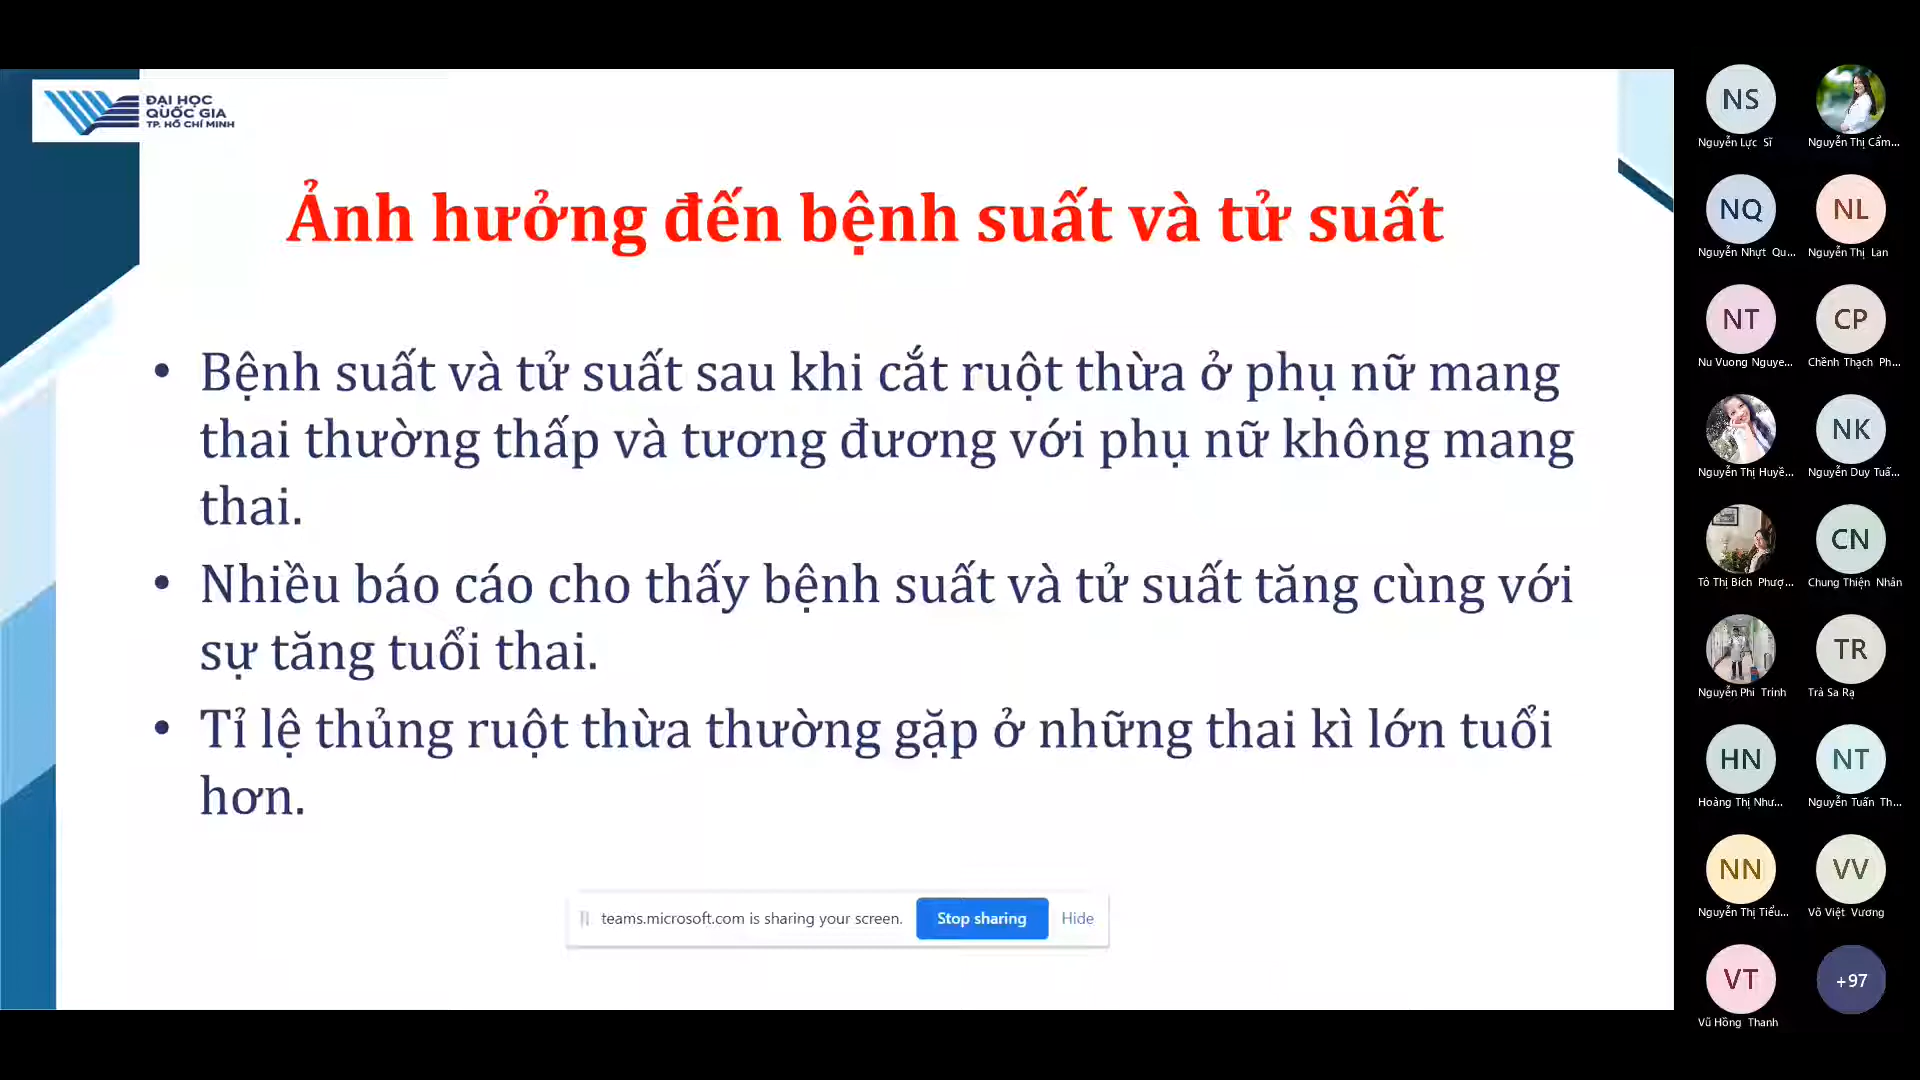 ĐẠI HỌC
QUỐC GIA
TP. HỒ CHÍ MINH
Ảnh hưởng đến bệnh suất và tử suất
• Bệnh suất và tử suất sau khi cắt ruột thừa ở phụ nữ mang
thai thường thấp và tương đương với phụ nữ không mang
thai.
• Nhiều báo cáo cho thấy bệnh suất và tử suất tăng cùng với
sự tăng tuổi thai.
• Tỉ lệ thủng ruột thừa thường gặp ở những thai kì lớn tuổi
hơn.
teams.microsoft.com is sharing your screen. Stop sharing Hide
NS
Nguyễn Lực Sĩ
Nguyễn Thị Cẩm...
NQ NL
Nguyễn Nhựt Qu... Nguyễn Thị Lan
NT CP
Nu Vuong Nguye... Chềnh Thạch Ph...
NK
Nguyễn Thị Huyề... Nguyễn Duy Tuấ...
CN
Tô Thị Bích Phượ... Chung Thiện Nhân
TR
Nguyễn Phi Trinh Trà Sa Rạ
HN NT
Hoàng Thị Như... Nguyễn Tuấn Th...
NN VV
Nguyễn Thị Tiểu... Võ Việt Vương
VT +97
Vũ Hồng Thanh